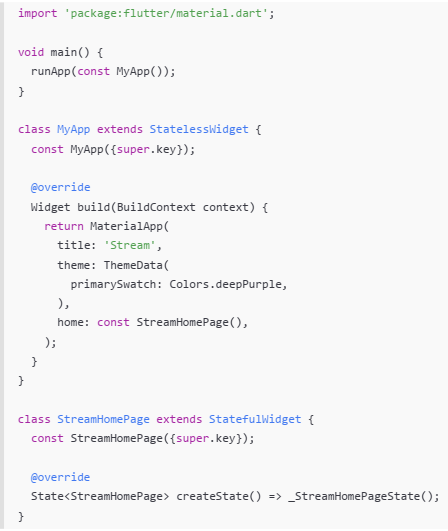 import 'package:flutter/material.dart';

void main() {
  runApp(const MyApp());
}

class MyApp extends StatelessWidget {
  const MyApp({super.key});

  @override
  Widget build(BuildContext context) {
    return MaterialApp(
      title: 'Stream',
      theme: ThemeData(
        primarySwatch: Colors.deepPurple,
      ),
      home: const StreamHomePage(),
    );
  }
}

class StreamHomePage extends StatefulWidget {
  const StreamHomePage({super.key});

  @override
  State<StreamHomePage> createState() => _StreamHomePageState();
}